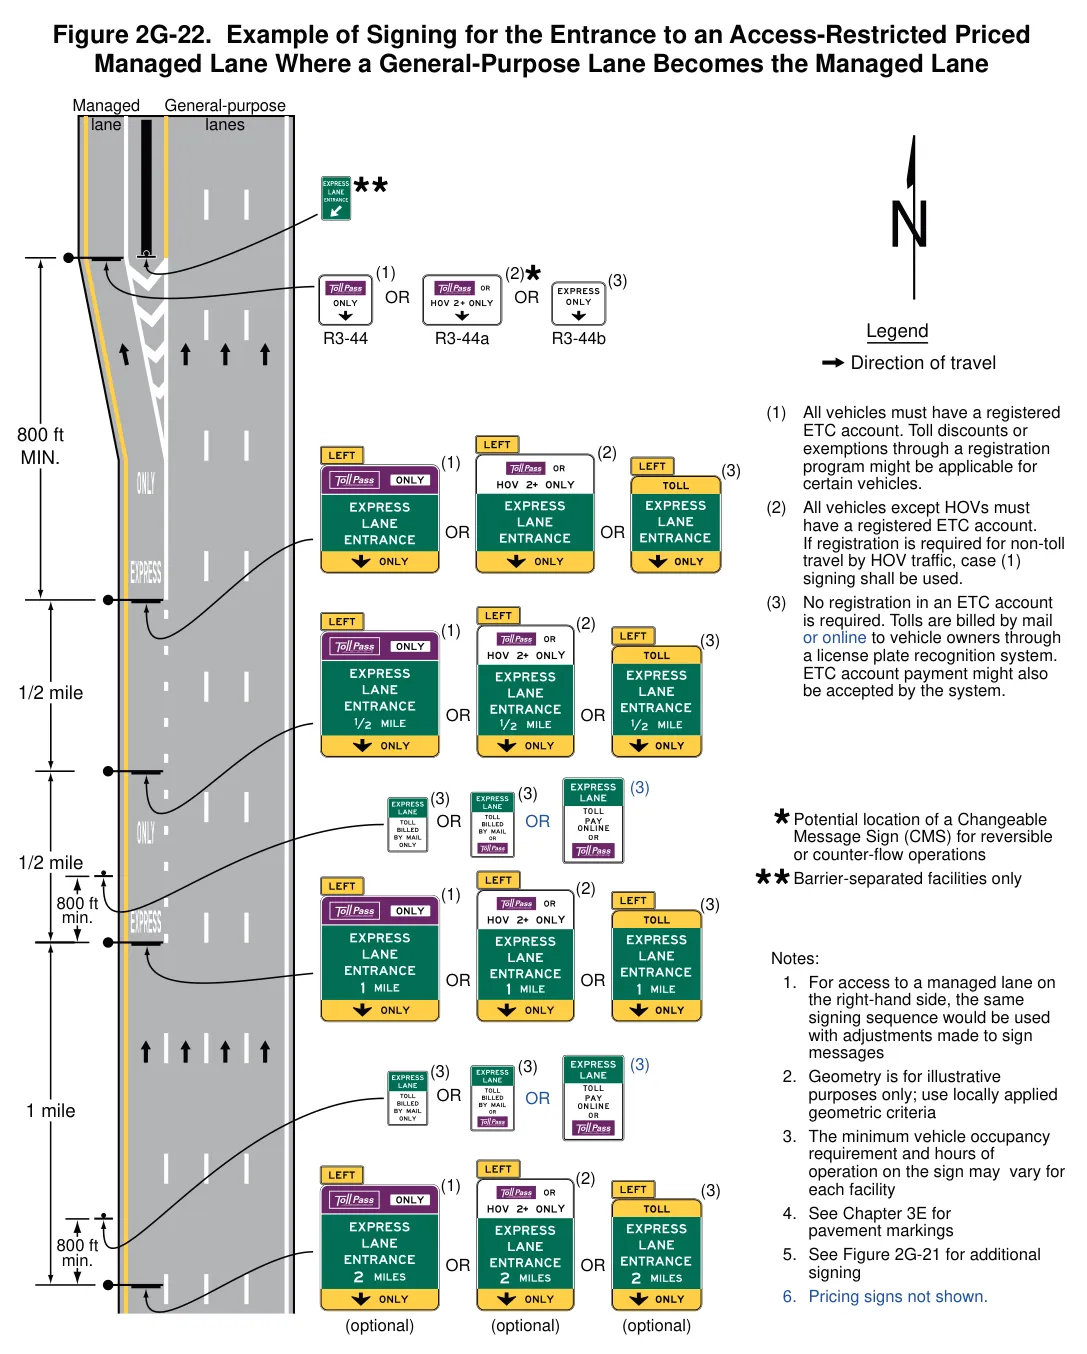 Figure 2G-22.  Example of Signing for the Entrance to an Access-Restricted Priced
Managed Lane Where a General-Purpose Lane Becomes the Managed Lane
Managed
lane
General-purpose
lanes
EXPRESS
LANE
ENTRANCE
**
N
(1)
Toll Pass
ONLY
R3-44
OR
(2)*
Toll Pass OR
HOV 2+ ONLY
R3-44a
OR
(3)
EXPRESS
ONLY
R3-44b
Legend
Direction of travel
800 ft
MIN.
ONLY
EXPRESS
LEFT
(1)
Toll Pass ONLY
EXPRESS
LANE
ENTRANCE
ONLY
OR
LEFT
(2)
Toll Pass OR
HOV 2+ ONLY
EXPRESS
LANE
ENTRANCE
ONLY
OR
LEFT
(3)
TOLL
EXPRESS
LANE
ENTRANCE
ONLY
(1) All vehicles must have a registered
ETC account. Toll discounts or
exemptions through a registration
program might be applicable for
certain vehicles.
(2) All vehicles except HOVs must
have a registered ETC account.
If registration is required for non-toll
travel by HOV traffic, case (1)
signing shall be used.
(3) No registration in an ETC account
is required. Tolls are billed by mail
or online to vehicle owners through
a license plate recognition system.
ETC account payment might also
be accepted by the system.
1/2 mile
LEFT
(1)
Toll Pass ONLY
EXPRESS
LANE
ENTRANCE
1/2 MILE
ONLY
OR
LEFT
(2)
Toll Pass OR
HOV 2+ ONLY
EXPRESS
LANE
ENTRANCE
1/2 MILE
ONLY
OR
LEFT
(3)
TOLL
EXPRESS
LANE
ENTRANCE
1/2 MILE
ONLY
1/2 mile
ONLY
EXPRESS
800 ft
min.
EXPRESS
LANE
TOLL
BILLED
BY MAIL
ONLY
(3)
OR
EXPRESS
LANE
TOLL
BILLED
BY MAIL
OR
Toll Pass
(3)
OR
EXPRESS
LANE
TOLL
PAY
ONLINE
OR
Toll Pass
(3)
* Potential location of a Changeable
Message Sign (CMS) for reversible
or counter-flow operations
** Barrier-separated facilities only
LEFT
(1)
Toll Pass ONLY
EXPRESS
LANE
ENTRANCE
1 MILE
ONLY
OR
LEFT
(2)
Toll Pass OR
HOV 2+ ONLY
EXPRESS
LANE
ENTRANCE
1 MILE
ONLY
OR
LEFT
(3)
TOLL
EXPRESS
LANE
ENTRANCE
1 MILE
ONLY
1 mile
EXPRESS
LANE
TOLL
BILLED
BY MAIL
ONLY
(3)
OR
EXPRESS
LANE
TOLL
BILLED
BY MAIL
OR
Toll Pass
(3)
OR
EXPRESS
LANE
TOLL
PAY
ONLINE
OR
Toll Pass
(3)
800 ft
min.
LEFT
(1)
Toll Pass ONLY
EXPRESS
LANE
ENTRANCE
2 MILES
ONLY
(optional)
OR
LEFT
(2)
Toll Pass OR
HOV 2+ ONLY
EXPRESS
LANE
ENTRANCE
2 MILES
ONLY
(optional)
OR
LEFT
(3)
TOLL
EXPRESS
LANE
ENTRANCE
2 MILES
ONLY
(optional)
Notes:
1. For access to a managed lane on
the right-hand side, the same
signing sequence would be used
with adjustments made to sign
messages
2. Geometry is for illustrative
purposes only; use locally applied
geometric criteria
3. The minimum vehicle occupancy
requirement and hours of
operation on the sign may  vary for
each facility
4. See Chapter 3E for
pavement markings
5. See Figure 2G-21 for additional
signing
6. Pricing signs not shown.